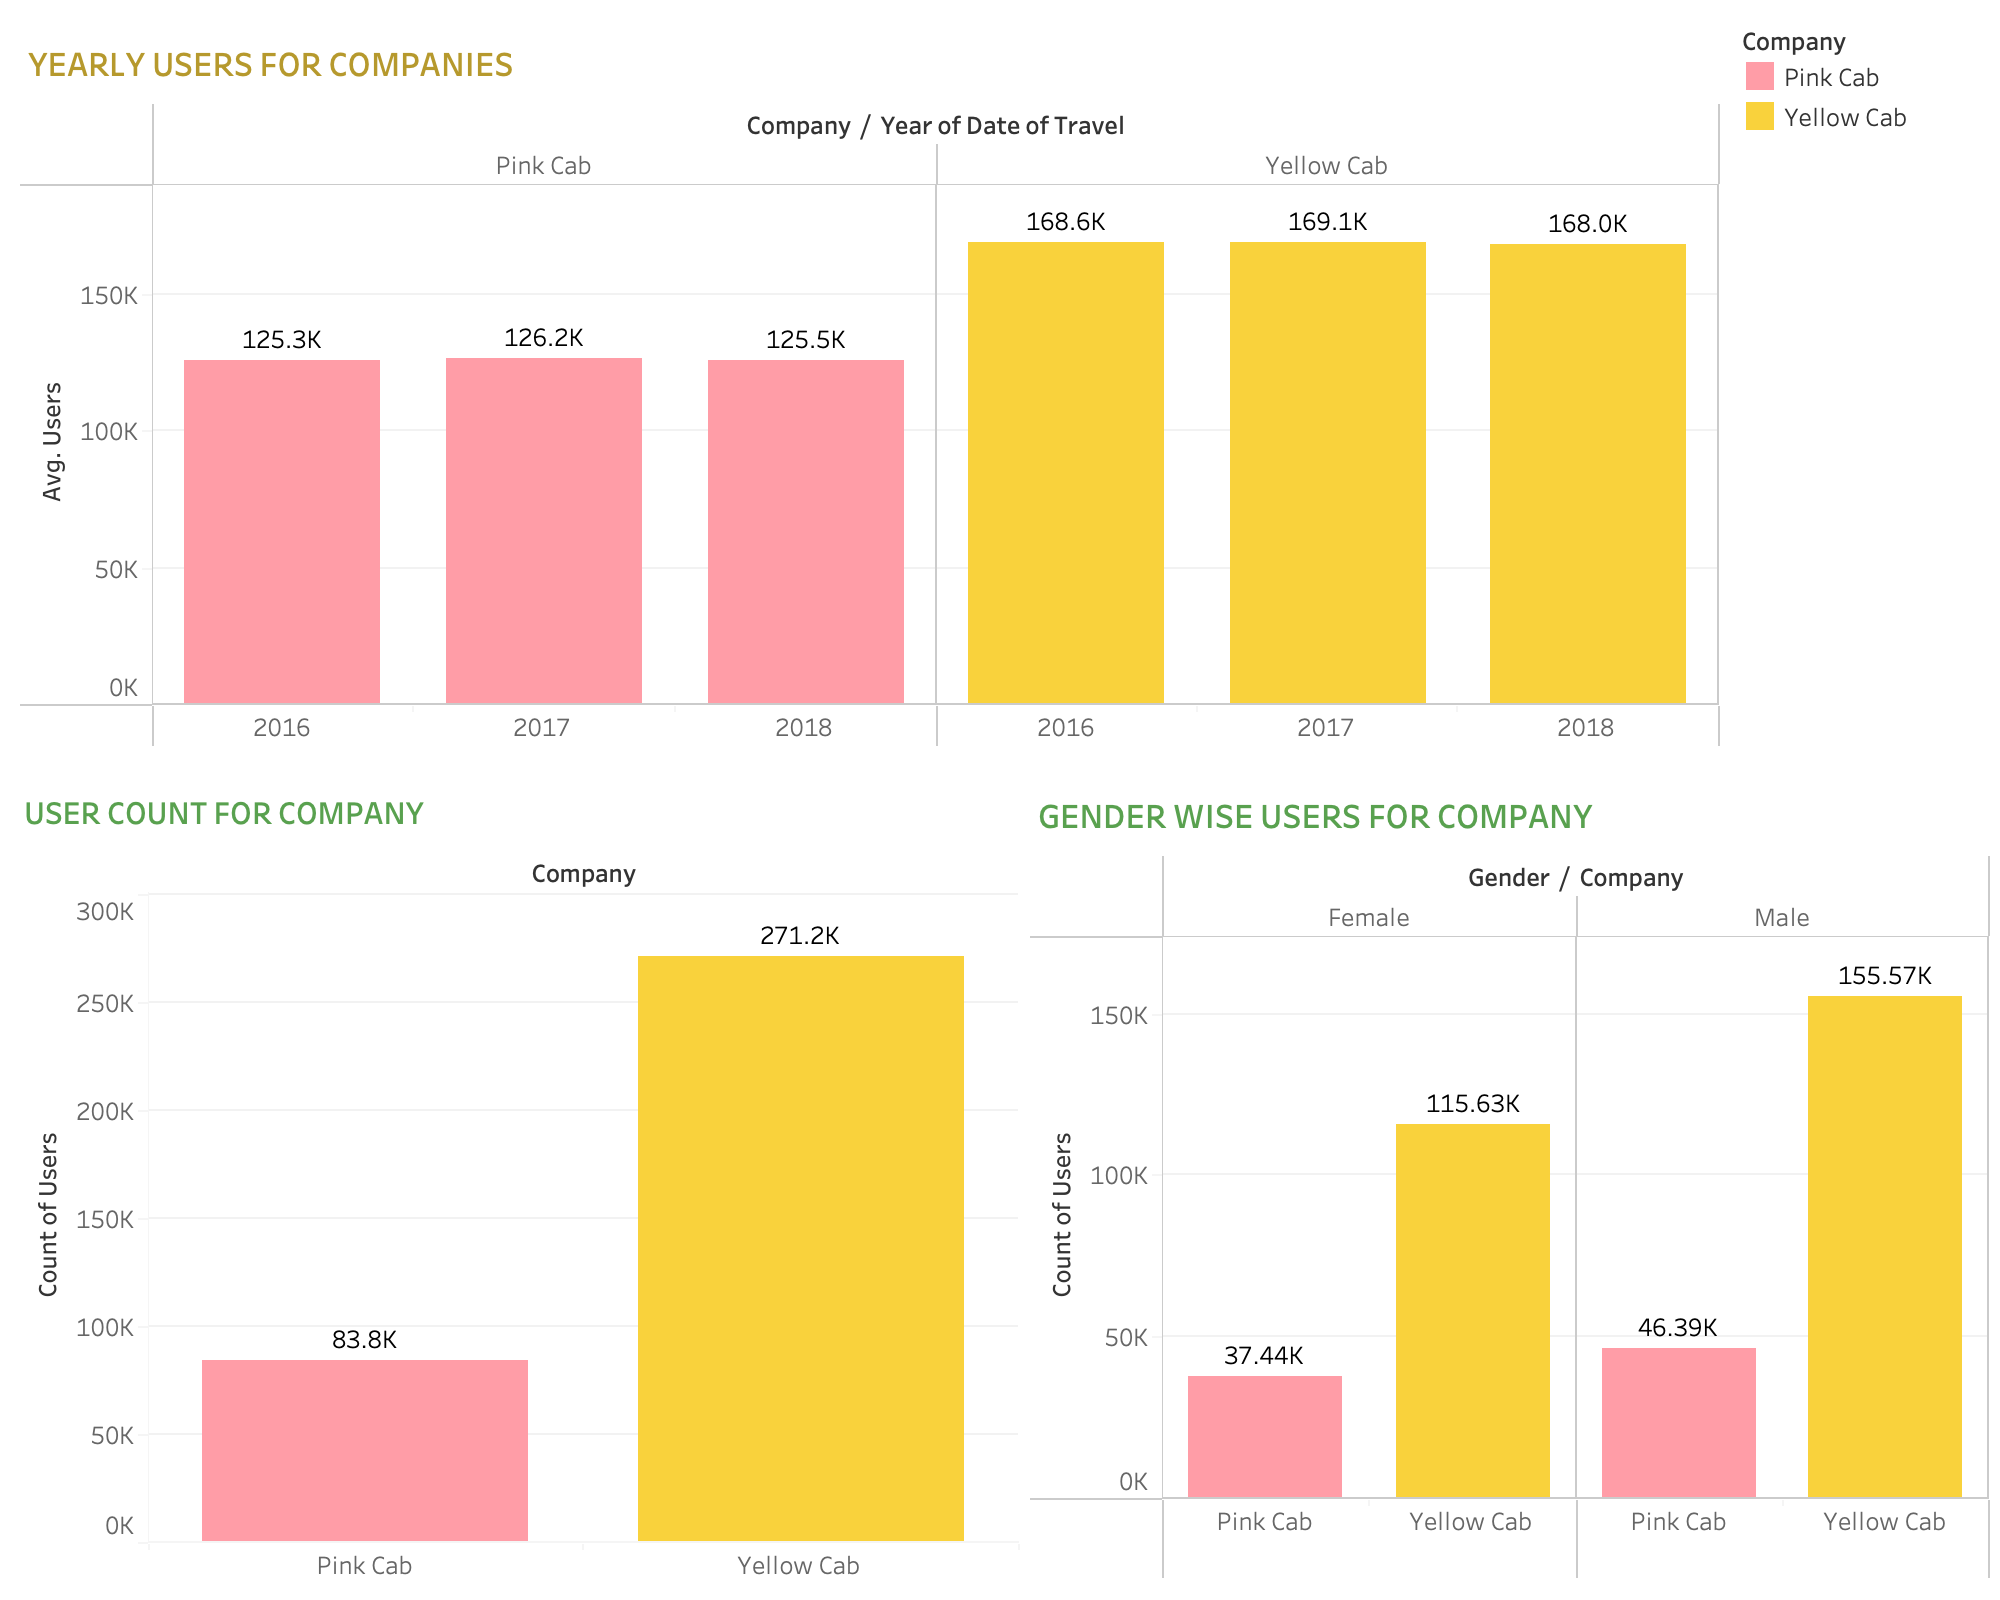 YEARLY USERS FOR COMPANIES
Company
Pink Cab
Yellow Cab
Company / Year of Date of Travel
Pink Cab Yellow Cab
168.6K 169.1K 168.0K
150K
125.3K 126.2K 125.5K
Avg. Users
100K
50K
0K
2016 2017 2018 2016 2017 2018
USER COUNT FOR COMPANY
Company
300K
271.2K
250K
200K
Count of Users
150K
100K
83.8K
50K
0K
Pink Cab Yellow Cab
GENDER WISE USERS FOR COMPANY
Gender / Company
Female Male
155.57K
150K
115.63K
Count of Users
100K
50K
46.39K
37.44K
0K
Pink Cab Yellow Cab Pink Cab Yellow Cab